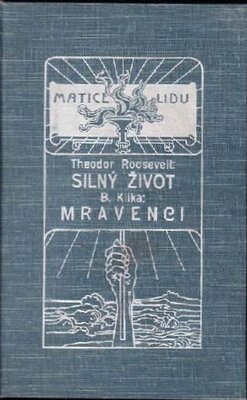 MATICE LIDU
Theodor Roosevelt:
SILNÝ ŽIVOT
B. Klika:
MRAVENCI